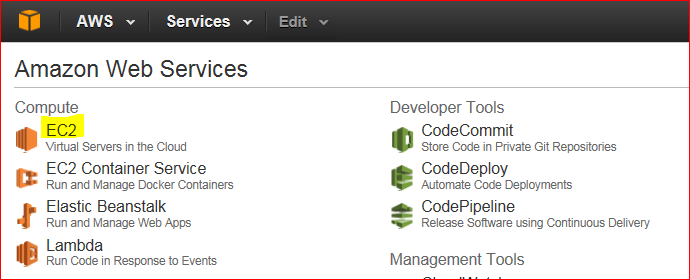 AWS Services Edit
Amazon Web Services
Compute
EC2
Virtual Servers in the Cloud
EC2 Container Service
Run and Manage Docker Containers
Elastic Beanstalk
Run and Manage Web Apps
Lambda
Run Code in Response to Events
Developer Tools
CodeCommit
Store Code in Private Git Repositories
CodeDeploy
Automate Code Deployments
CodePipeline
Release Software using Continuous Delivery
Management Tools